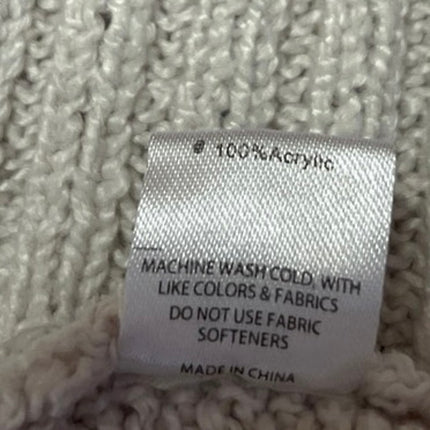 100%Acrylic
MACHINE WASH COLD, WITH
LIKE COLORS & FABRICS
DO NOT USE FABRIC
SOFTENERS
MADE IN CHINA